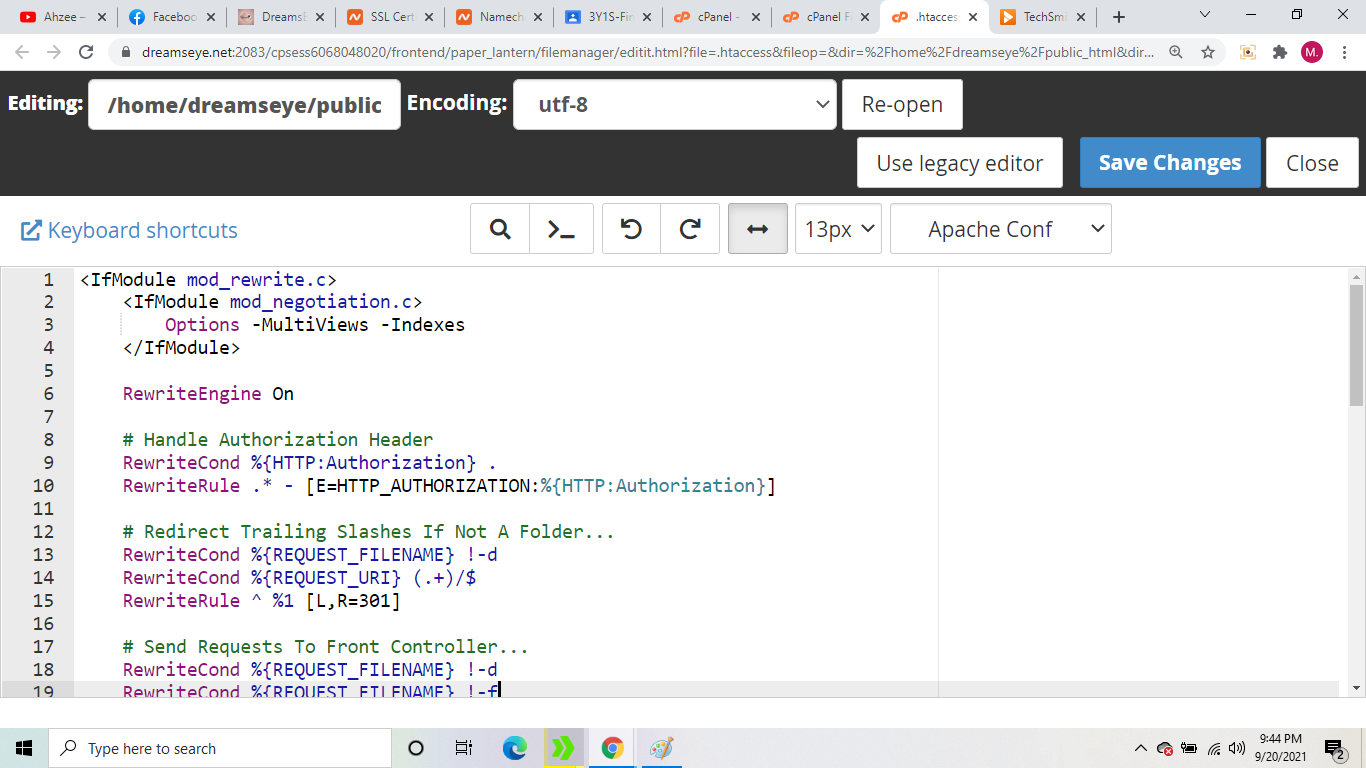 Ahzee –
Faceboo
DreamsE
SSL Cert
Namech
3Y1S-Fin
cPanel -
cPanel F
.htacces
TechSmi
dreamseye.net:2083/cpsess6068048020/frontend/paper_lantern/filemanager/editit.html?file=.htaccess&fileop=&dir=%2Fhome%2Fdreamseye%2Fpublic_html&dir...
M.
Editing:
/home/dreamseye/public
Encoding:
utf-8
Re-open
Use legacy editor
Save Changes
Close
Keyboard shortcuts
13px
Apache Conf
1 <IfModule mod_rewrite.c>
2 <IfModule mod_negotiation.c>
3 Options -MultiViews -Indexes
4 </IfModule>
5
6 RewriteEngine On
7
8 # Handle Authorization Header
9 RewriteCond %{HTTP:Authorization} .
10 RewriteRule .* - [E=HTTP_AUTHORIZATION:%{HTTP:Authorization}]
11
12 # Redirect Trailing Slashes If Not A Folder...
13 RewriteCond %{REQUEST_FILENAME} !-d
14 RewriteCond %{REQUEST_URI} (.+)/$
15 RewriteRule ^ %1 [L,R=301]
16
17 # Send Requests To Front Controller...
18 RewriteCond %{REQUEST_FILENAME} !-d
19 RewriteCond %{REQUEST_FILENAME} !-f
Type here to search
9:44 PM
9/20/2021
2